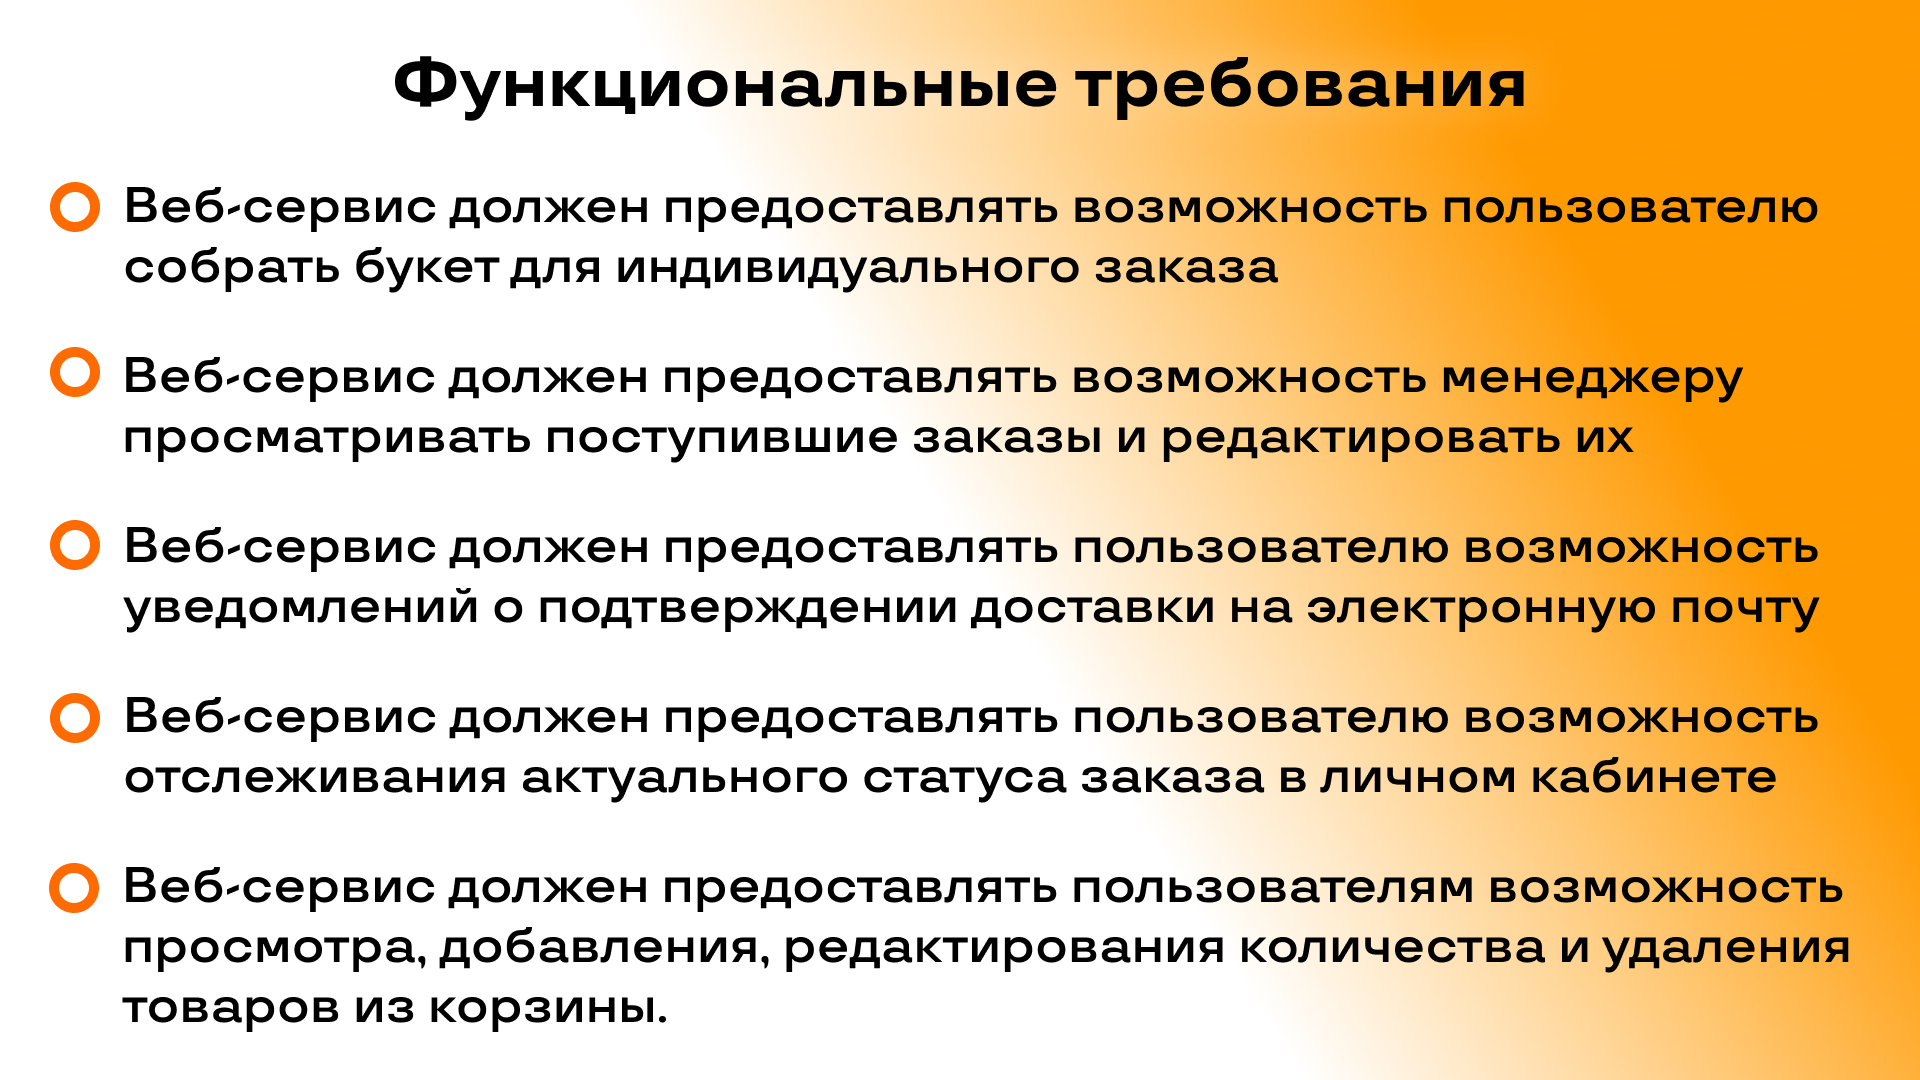 Функциональные требования
Веб-сервис должен предоставлять возможность пользователю
собрать букет для индивидуального заказа
Веб-сервис должен предоставлять возможность менеджеру
просматривать поступившие заказы и редактировать их
Веб-сервис должен предоставлять пользователю возможность
уведомлений о подтверждении доставки на электронную почту
Веб-сервис должен предоставлять пользователю возможность
отслеживания актуального статуса заказа в личном кабинете
Веб-сервис должен предоставлять пользователям возможность
просмотра, добавления, редактирования количества и удаления
товаров из корзины.